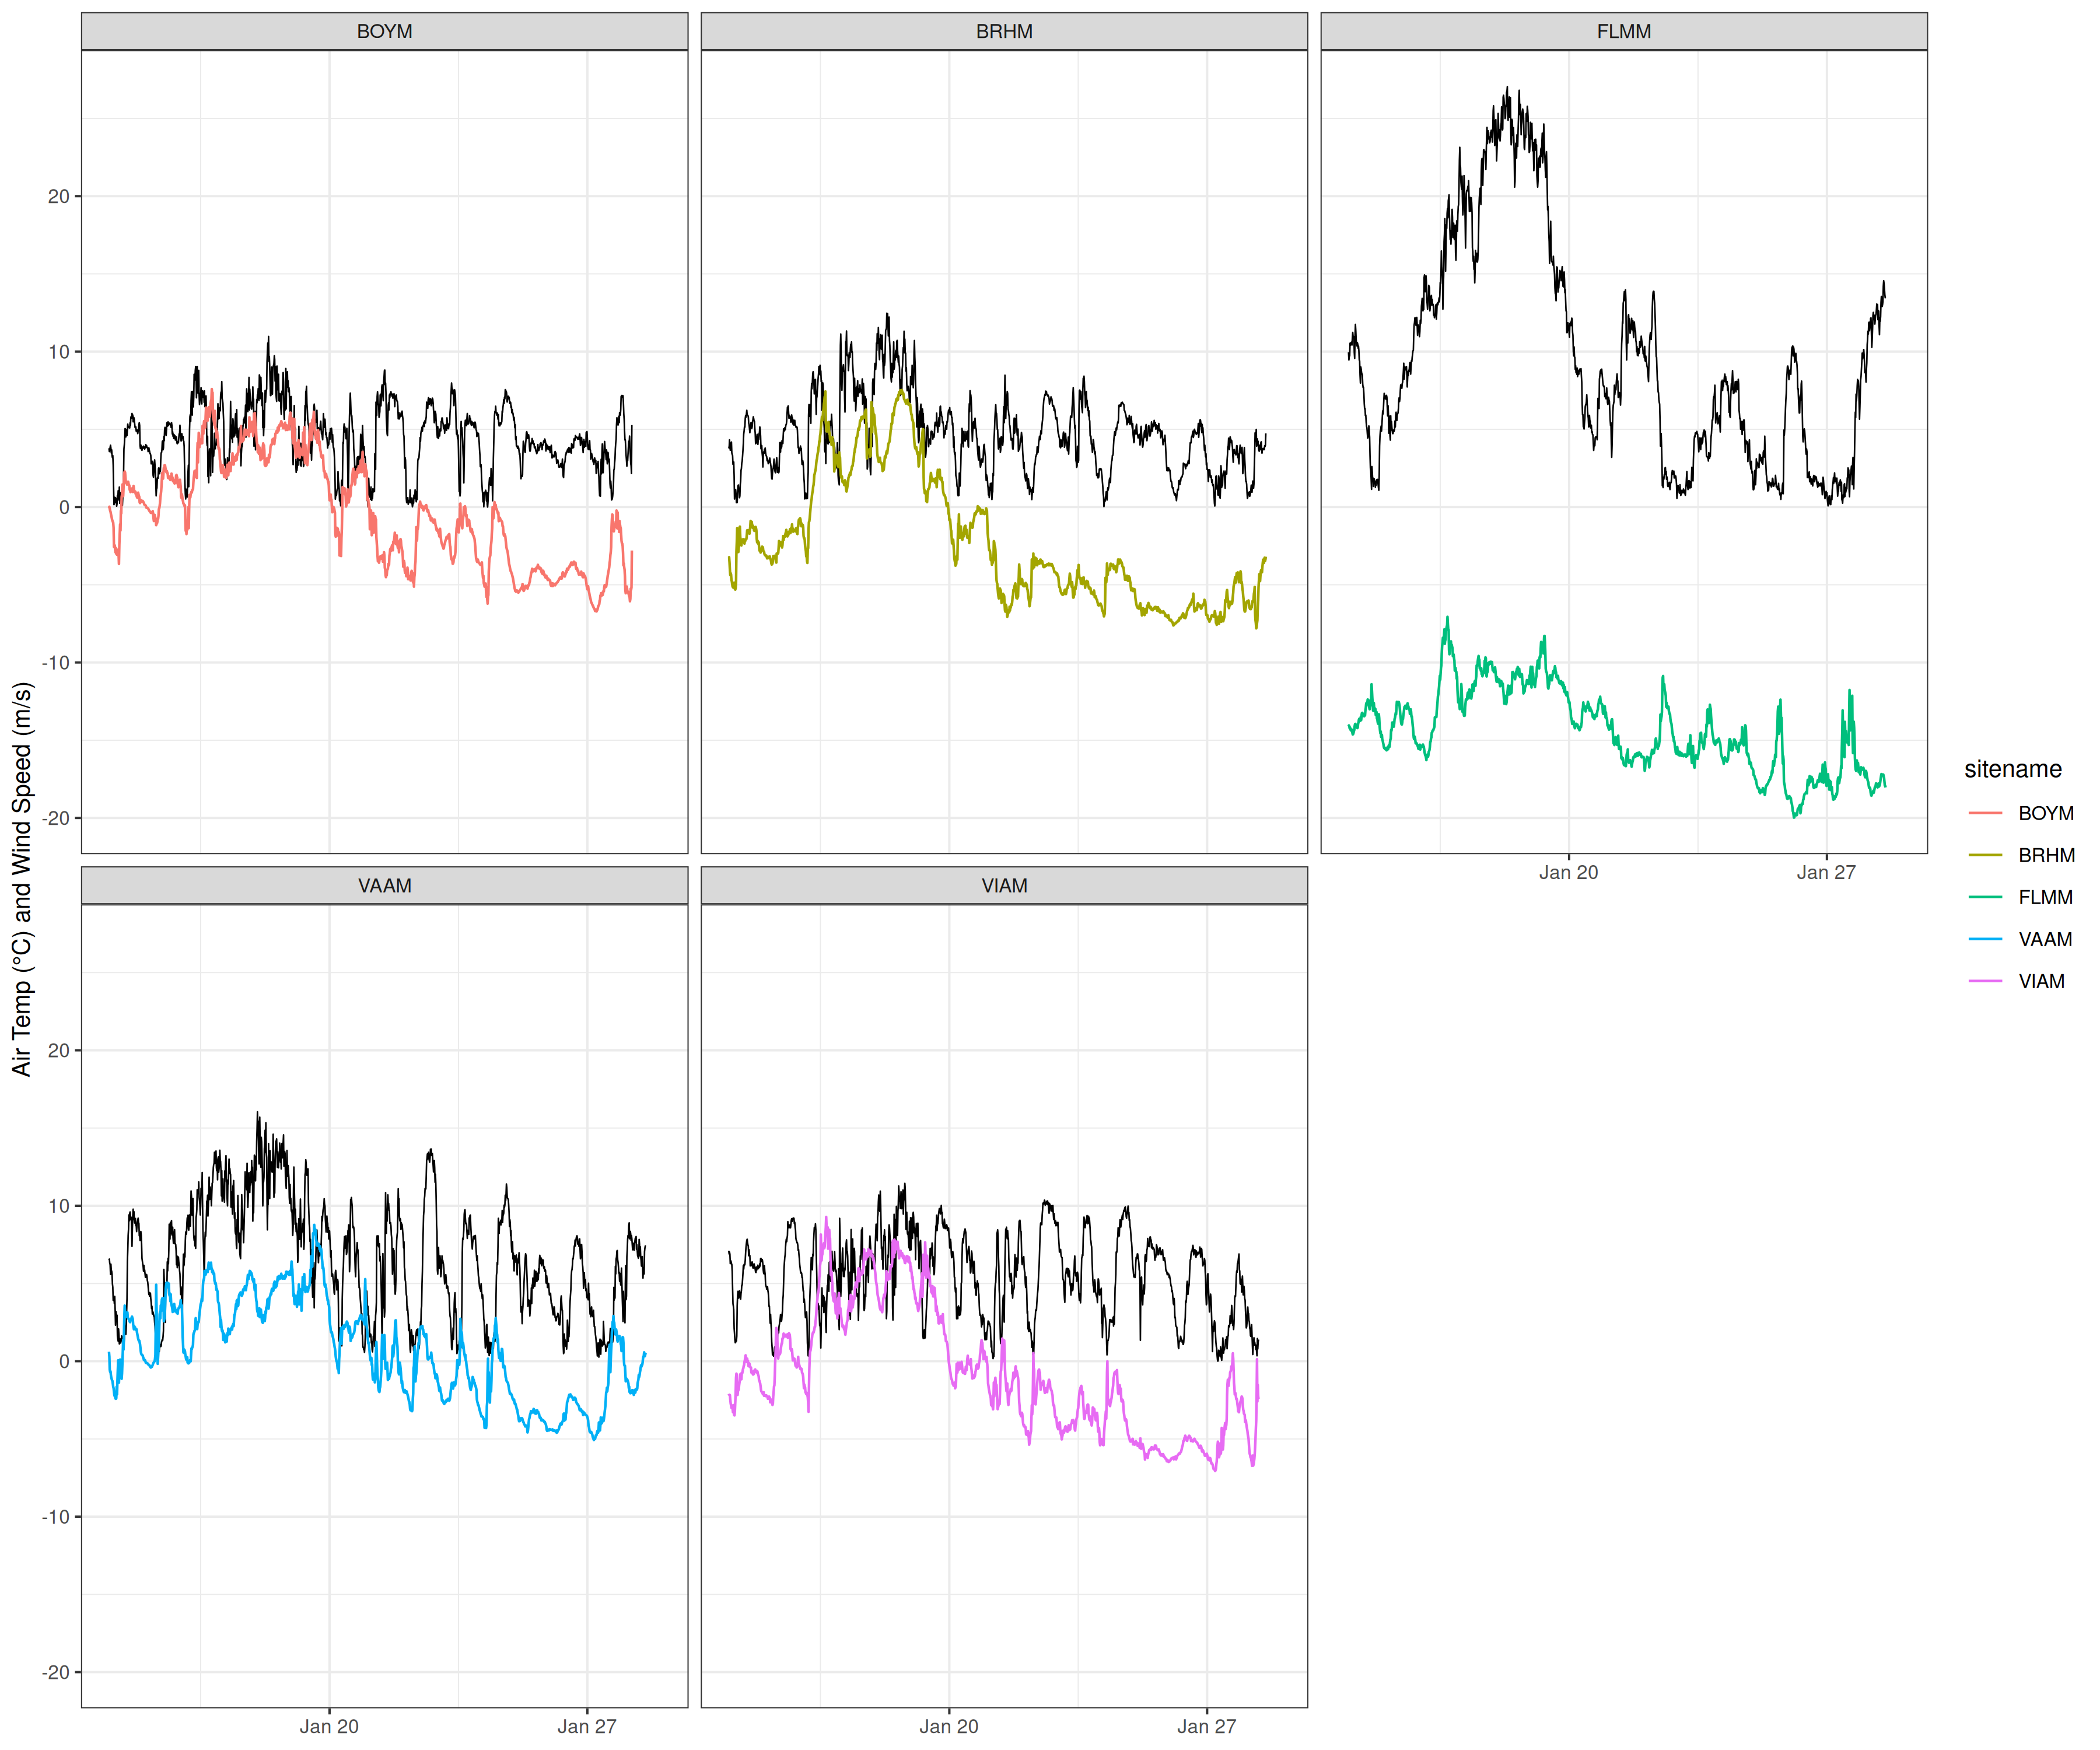 BOYM
BRHM
FLMM
20
10
0
-10
-20
Jan 20
Jan 27
VAAM
VIAM
20
10
0
-10
-20
Jan 20
Jan 27
Jan 20
Jan 27
Air Temp (°C) and Wind Speed (m/s)
sitename
BOYM
BRHM
FLMM
VAAM
VIAM